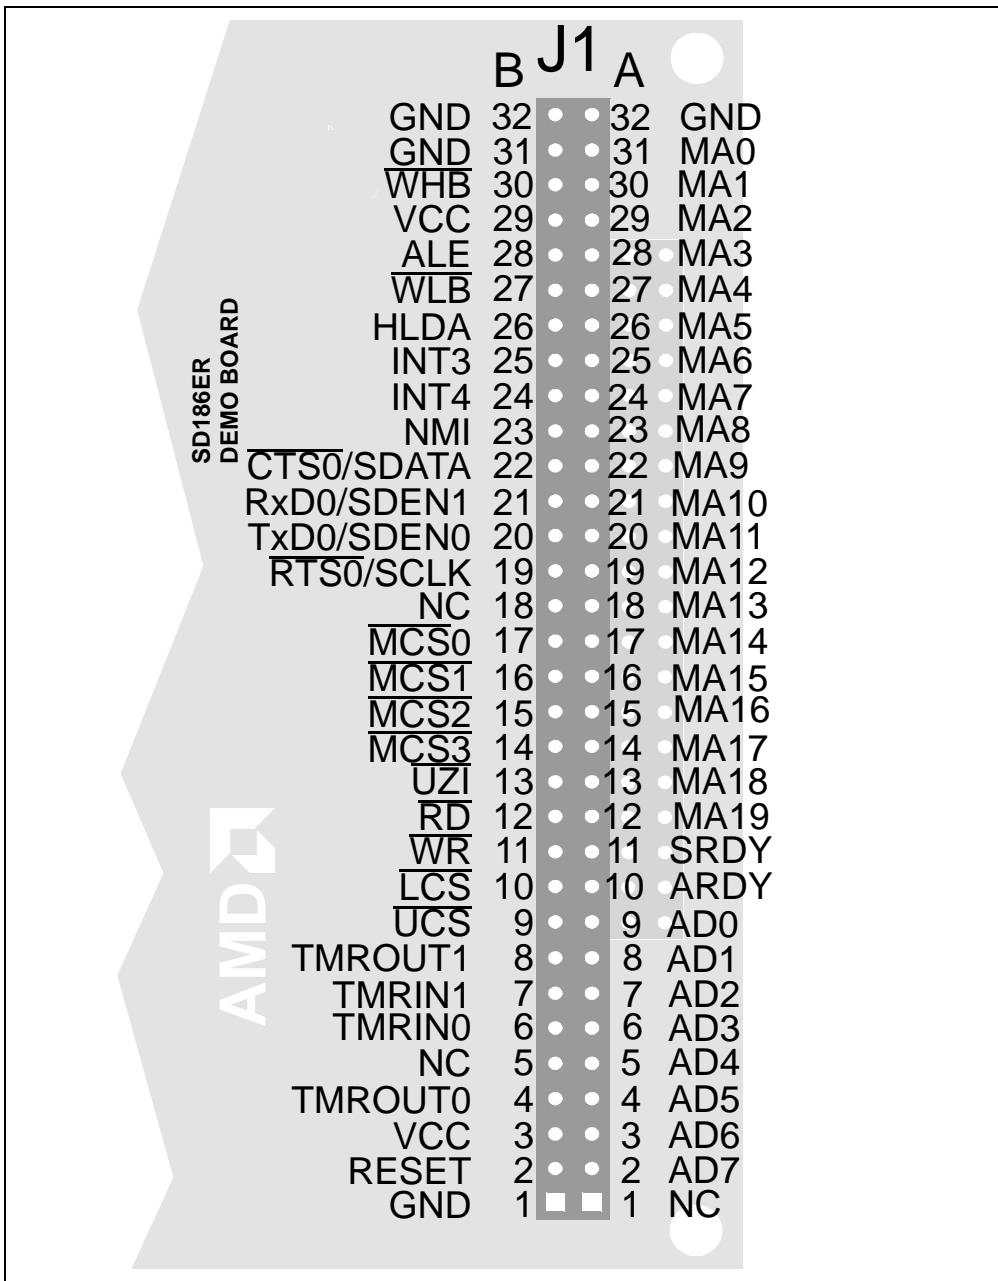 J1
B A
GND 32 32 GND
GND 31 31 MA0
WHB 30 30 MA1
VCC 29 29 MA2
ALE 28 28 MA3
WLB 27 27 MA4
HLDA 26 26 MA5
INT3 25 25 MA6
INT4 24 24 MA7
NMI 23 23 MA8
CTS0/SDATA 22 22 MA9
RxD0/SDEN1 21 21 MA10
TxD0/SDEN0 20 20 MA11
RTS0/SCLK 19 19 MA12
NC 18 18 MA13
MCS0 17 17 MA14
MCS1 16 16 MA15
MCS2 15 15 MA16
MCS3 14 14 MA17
UZI 13 13 MA18
RD 12 12 MA19
WR 11 11 SRDY
LCS 10 10 ARDY
UCS 9 9 AD0
TMROUT1 8 8 AD1
TMRIN1 7 7 AD2
TMRIN0 6 6 AD3
NC 5 5 AD4
TMROUT0 4 4 AD5
VCC 3 3 AD6
RESET 2 2 AD7
GND 1 1 NC
SD186ER
DEMO BOARD
AMD